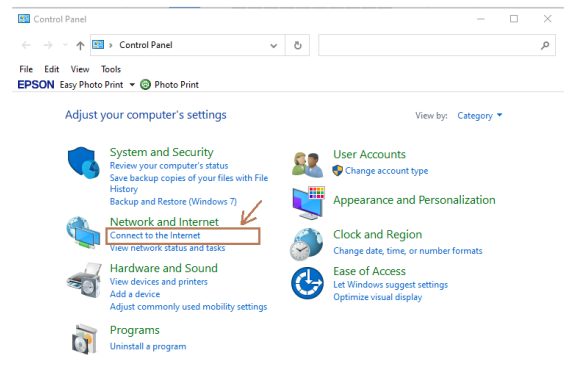 Control Panel
Control Panel
File Edit View Tools
EPSON Easy Photo Print Photo Print
Adjust your computer's settings
View by: Category
System and Security
Review your computer's status
Save backup copies of your files with File
History
Backup and Restore (Windows 7)
Network and Internet
Connect to the Internet
View network status and tasks
Hardware and Sound
View devices and printers
Add a device
Adjust commonly used mobility settings
Programs
Uninstall a program
User Accounts
Change account type
Appearance and Personalization
Clock and Region
Change date, time, or number formats
Ease of Access
Let Windows suggest settings
Optimize visual display